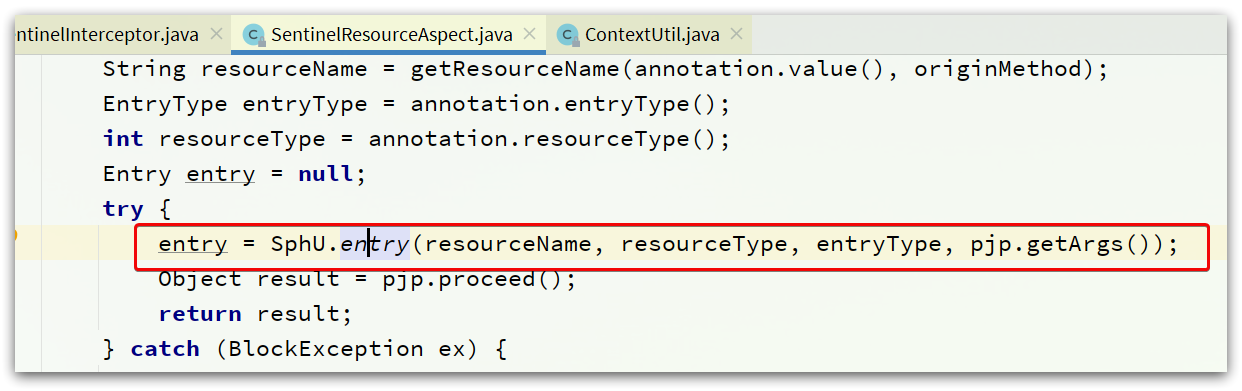 ntinelInterceptor.java × SentinelResourceAspect.java × ContextUtil.java ×
String resourceName = getResourceName(annotation.value(), originMethod);
EntryType entryType = annotation.entryType();
int resourceType = annotation.resourceType();
Entry entry = null;
try {
entry = SphU.entry(resourceName, resourceType, entryType, pjp.getArgs());
Object result = pjp.proceed();
return result;
} catch (BlockException ex) {